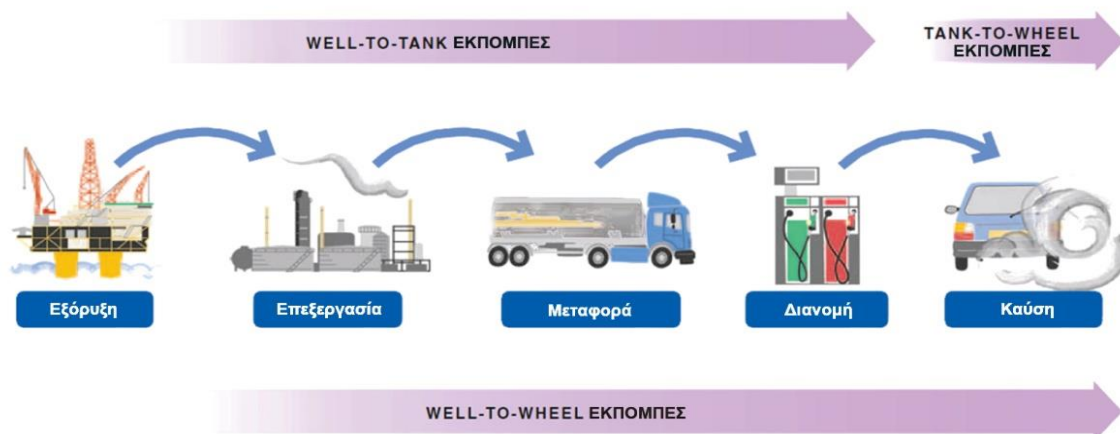 WELL-TO-TANK ΕΚΠΟΜΠΕΣ
TANK-TO-WHEEL
ΕΚΠΟΜΠΕΣ
Εξόρυξη
Επεξεργασία
Μεταφορά
Διανομή
Καύση
WELL-TO-WHEEL ΕΚΠΟΜΠΕΣ